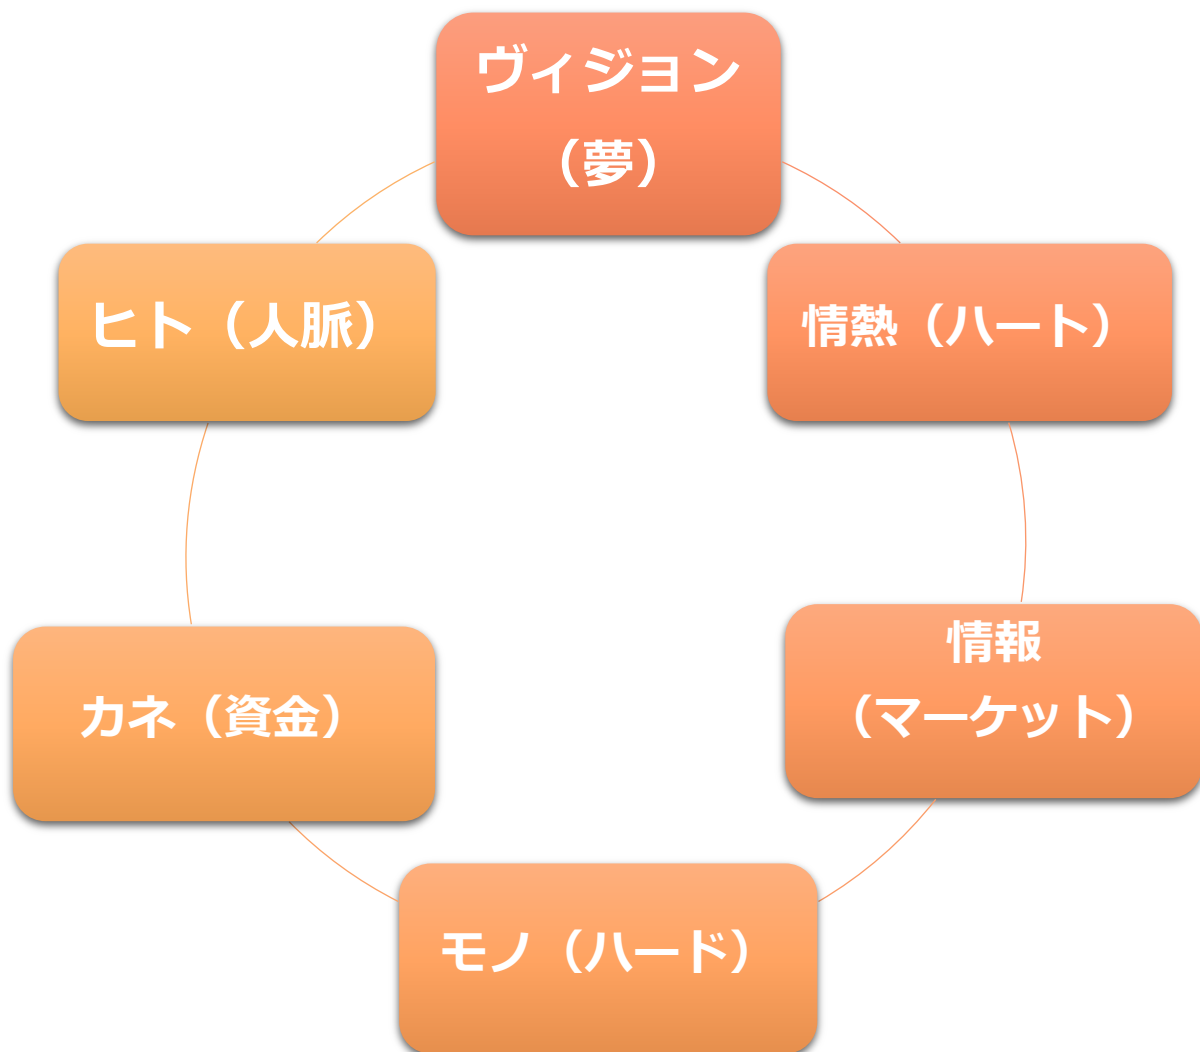 ヴィジョン
（夢）
ヒト（人脈）
情熱（ハート）
情報
（マーケット）
カネ（資金）
モノ（ハード）